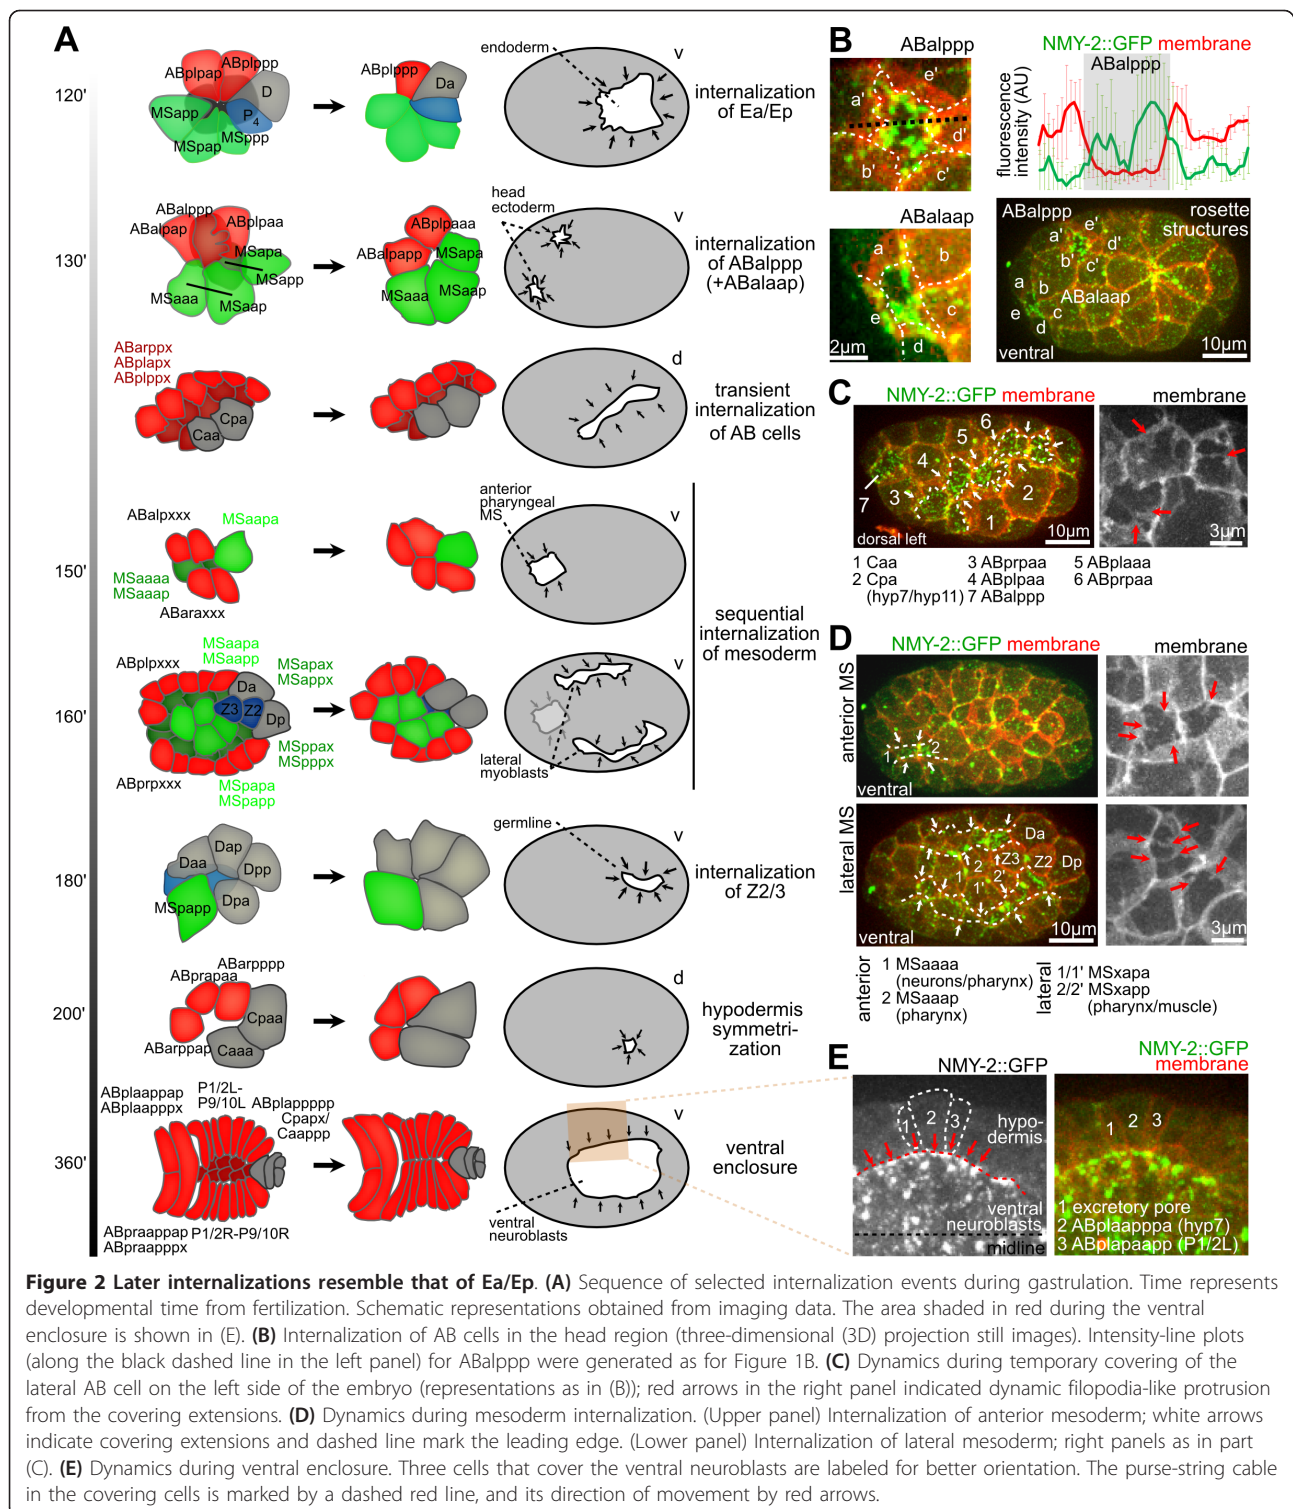 A
120'
ABplppp
ABplpap
D
MSapp
P4
MSppp
MSpap
ABplppp
Da
endoderm
v
internalization
of Ea/Ep
130'
ABalppp
ABalpap
ABplpaa
MSapa
MSapp
MSaaa
MSaap
ABplpaaa
ABalpapp
MSapa
MSaaa
MSaap
head
ectoderm
v
internalization
of ABalppp
(+ABalaap)
ABarppx
ABplapx
ABplppx
Cpa
Caa
d
transient
internalization
of AB cells
150'
ABalpxxx
MSaapa
MSaaaa
MSaaap
ABaraxxx
anterior
pharyngeal
MS
v
sequential
internalization
of mesoderm
160'
MSaapa
MSaapp
ABplpxxx
MSapax
MSappx
Da
Z3
Z2
Dp
MSppax
MSpppx
ABprpxxx
MSpapa
MSpapp
v
lateral
myoblasts
180'
Dap
Daa
Dpp
Dpa
MSpapp
germline
v
internalization
of Z2/3
200'
ABarpppp
ABprapaa
Cpaa
ABarppap
Caaa
d
hypodermis
symmetri-
zation
360'
ABplaappap
ABplaapppx
P1/2L-
P9/10L
ABplappppp
Cpapx/
Caappp
ABpraappap
ABpraapppx
P1/2R-P9/10R
v
ventral
neuroblasts
ventral
enclosure
B
ABalppp
e'
a'
d'
b'
c'
NMY-2::GFP membrane
ABalppp
fluorescence
intensity (AU)
ABalaap
a
b
c
e
d
2µm
ABalppp
rosette
structures
e'
a'
d'
b'
c'
a
b
ABalaap
e
c
d
ventral
10µm
C
NMY-2::GFP membrane
membrane
6
5
4
3
2
7
1
dorsal left
10µm
3µm
1 Caa
2 Cpa
(hyp7/hyp11)
3 ABprpaa
4 ABplpaa
7 ABalppp
5 ABplaaa
6 ABprpaa
D
NMY-2::GFP membrane
membrane
anterior MS
1
2
ventral
lateral MS
Da
Z3
Z2
Dp
2
1
2'
1'
ventral
10µm
3µm
anterior
1 MSaaaa
(neurons/pharynx)
2 MSaaap
(pharynx)
lateral
1/1' MSxapa
2/2' MSxapp
(pharynx/muscle)
E
NMY-2::GFP
NMY-2::GFP
membrane
1
2
3
hypo-
dermis
ventral
neuroblasts
midline
1
2
3
1 excretory pore
2 ABplaapppa (hyp7)
3 ABplapaapp (P1/2L)
Figure 2 Later internalizations resemble that of Ea/Ep. (A) Sequence of selected internalization events during gastrulation. Time represents
developmental time from fertilization. Schematic representations obtained from imaging data. The area shaded in red during the ventral
enclosure is shown in (E). (B) Internalization of AB cells in the head region (three-dimensional (3D) projection still images). Intensity-line plots
(along the black dashed line in the left panel) for ABalppp were generated as for Figure 1B. (C) Dynamics during temporary covering of the
lateral AB cell on the left side of the embryo (representations as in (B)); red arrows in the right panel indicated dynamic filopodia-like protrusion
from the covering extensions. (D) Dynamics during mesoderm internalization. (Upper panel) Internalization of anterior mesoderm; white arrows
indicate covering extensions and dashed line mark the leading edge. (Lower panel) Internalization of lateral mesoderm; right panels as in part
(C). (E) Dynamics during ventral enclosure. Three cells that cover the ventral neuroblasts are labeled for better orientation. The purse-string cable
in the covering cells is marked by a dashed red line, and its direction of movement by red arrows.